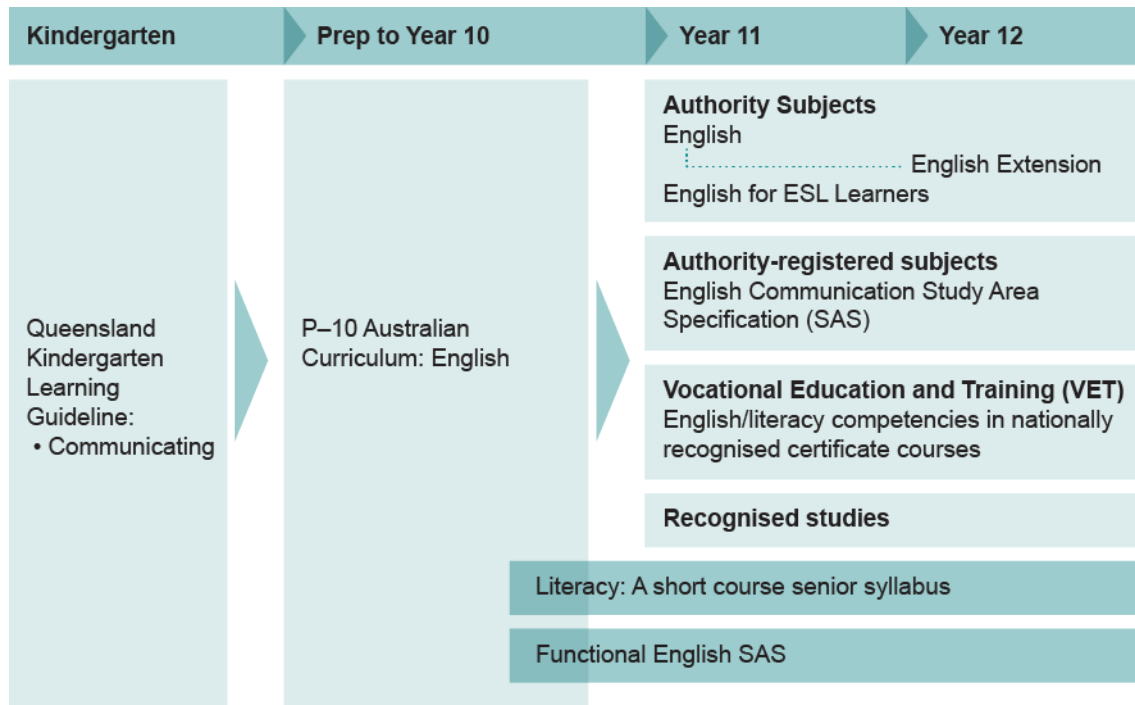 Kindergarten
Prep to Year 10
Year 11
Year 12
Queensland
Kindergarten
Learning
Guideline:
• Communicating
P–10 Australian
Curriculum: English
Authority Subjects
English
English Extension
English for ESL Learners
Authority-registered subjects
English Communication Study Area
Specification (SAS)
Vocational Education and Training (VET)
English/literacy competencies in nationally
recognised certificate courses
Recognised studies
Literacy: A short course senior syllabus
Functional English SAS